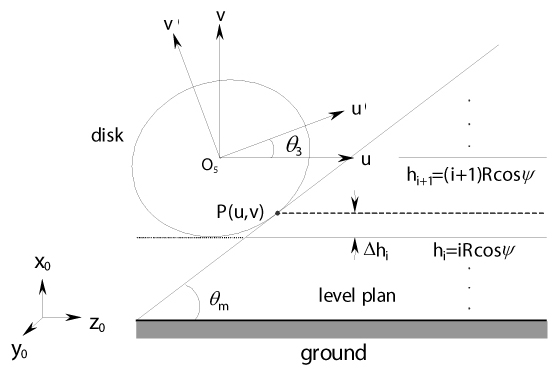 v' v
u'
disk
θ₃
O₅
u
hᵢ₊₁=(i+1)Rcosψ
P(u,v)
Δhᵢ
hᵢ=iRcosψ
x₀
θₘ
level plan
z₀
y₀
ground